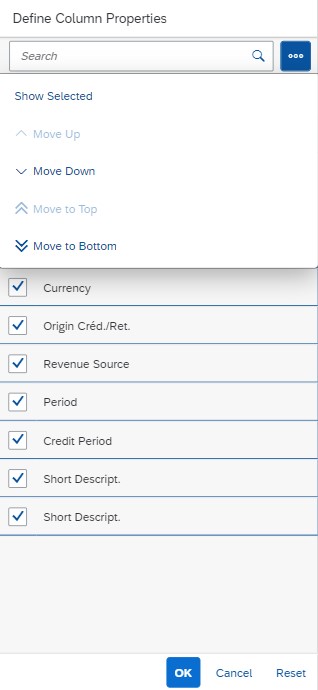 Define Column Properties
Search
Show Selected
Move Up
Move Down
Move to Top
Move to Bottom
Currency
Origin Créd./Ret.
Revenue Source
Period
Credit Period
Short Descript.
Short Descript.
OK Cancel Reset